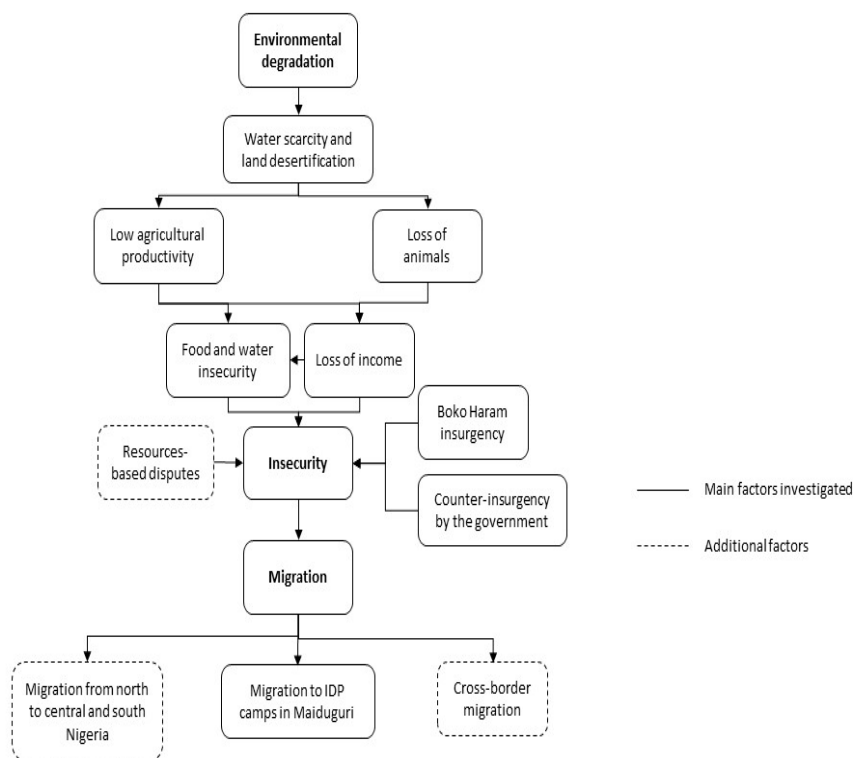 Environmental
degradation
Water scarcity and
land desertification
Low agricultural
productivity
Loss of
animals
Food and water
insecurity
Loss of income
Boko Haram
insurgency
Resources-
based disputes
Insecurity
Counter-insurgency
by the government
Main factors investigated
Additional factors
Migration
Migration from north
to central and south
Nigeria
Migration to IDP
camps in Maiduguri
Cross-border
migration